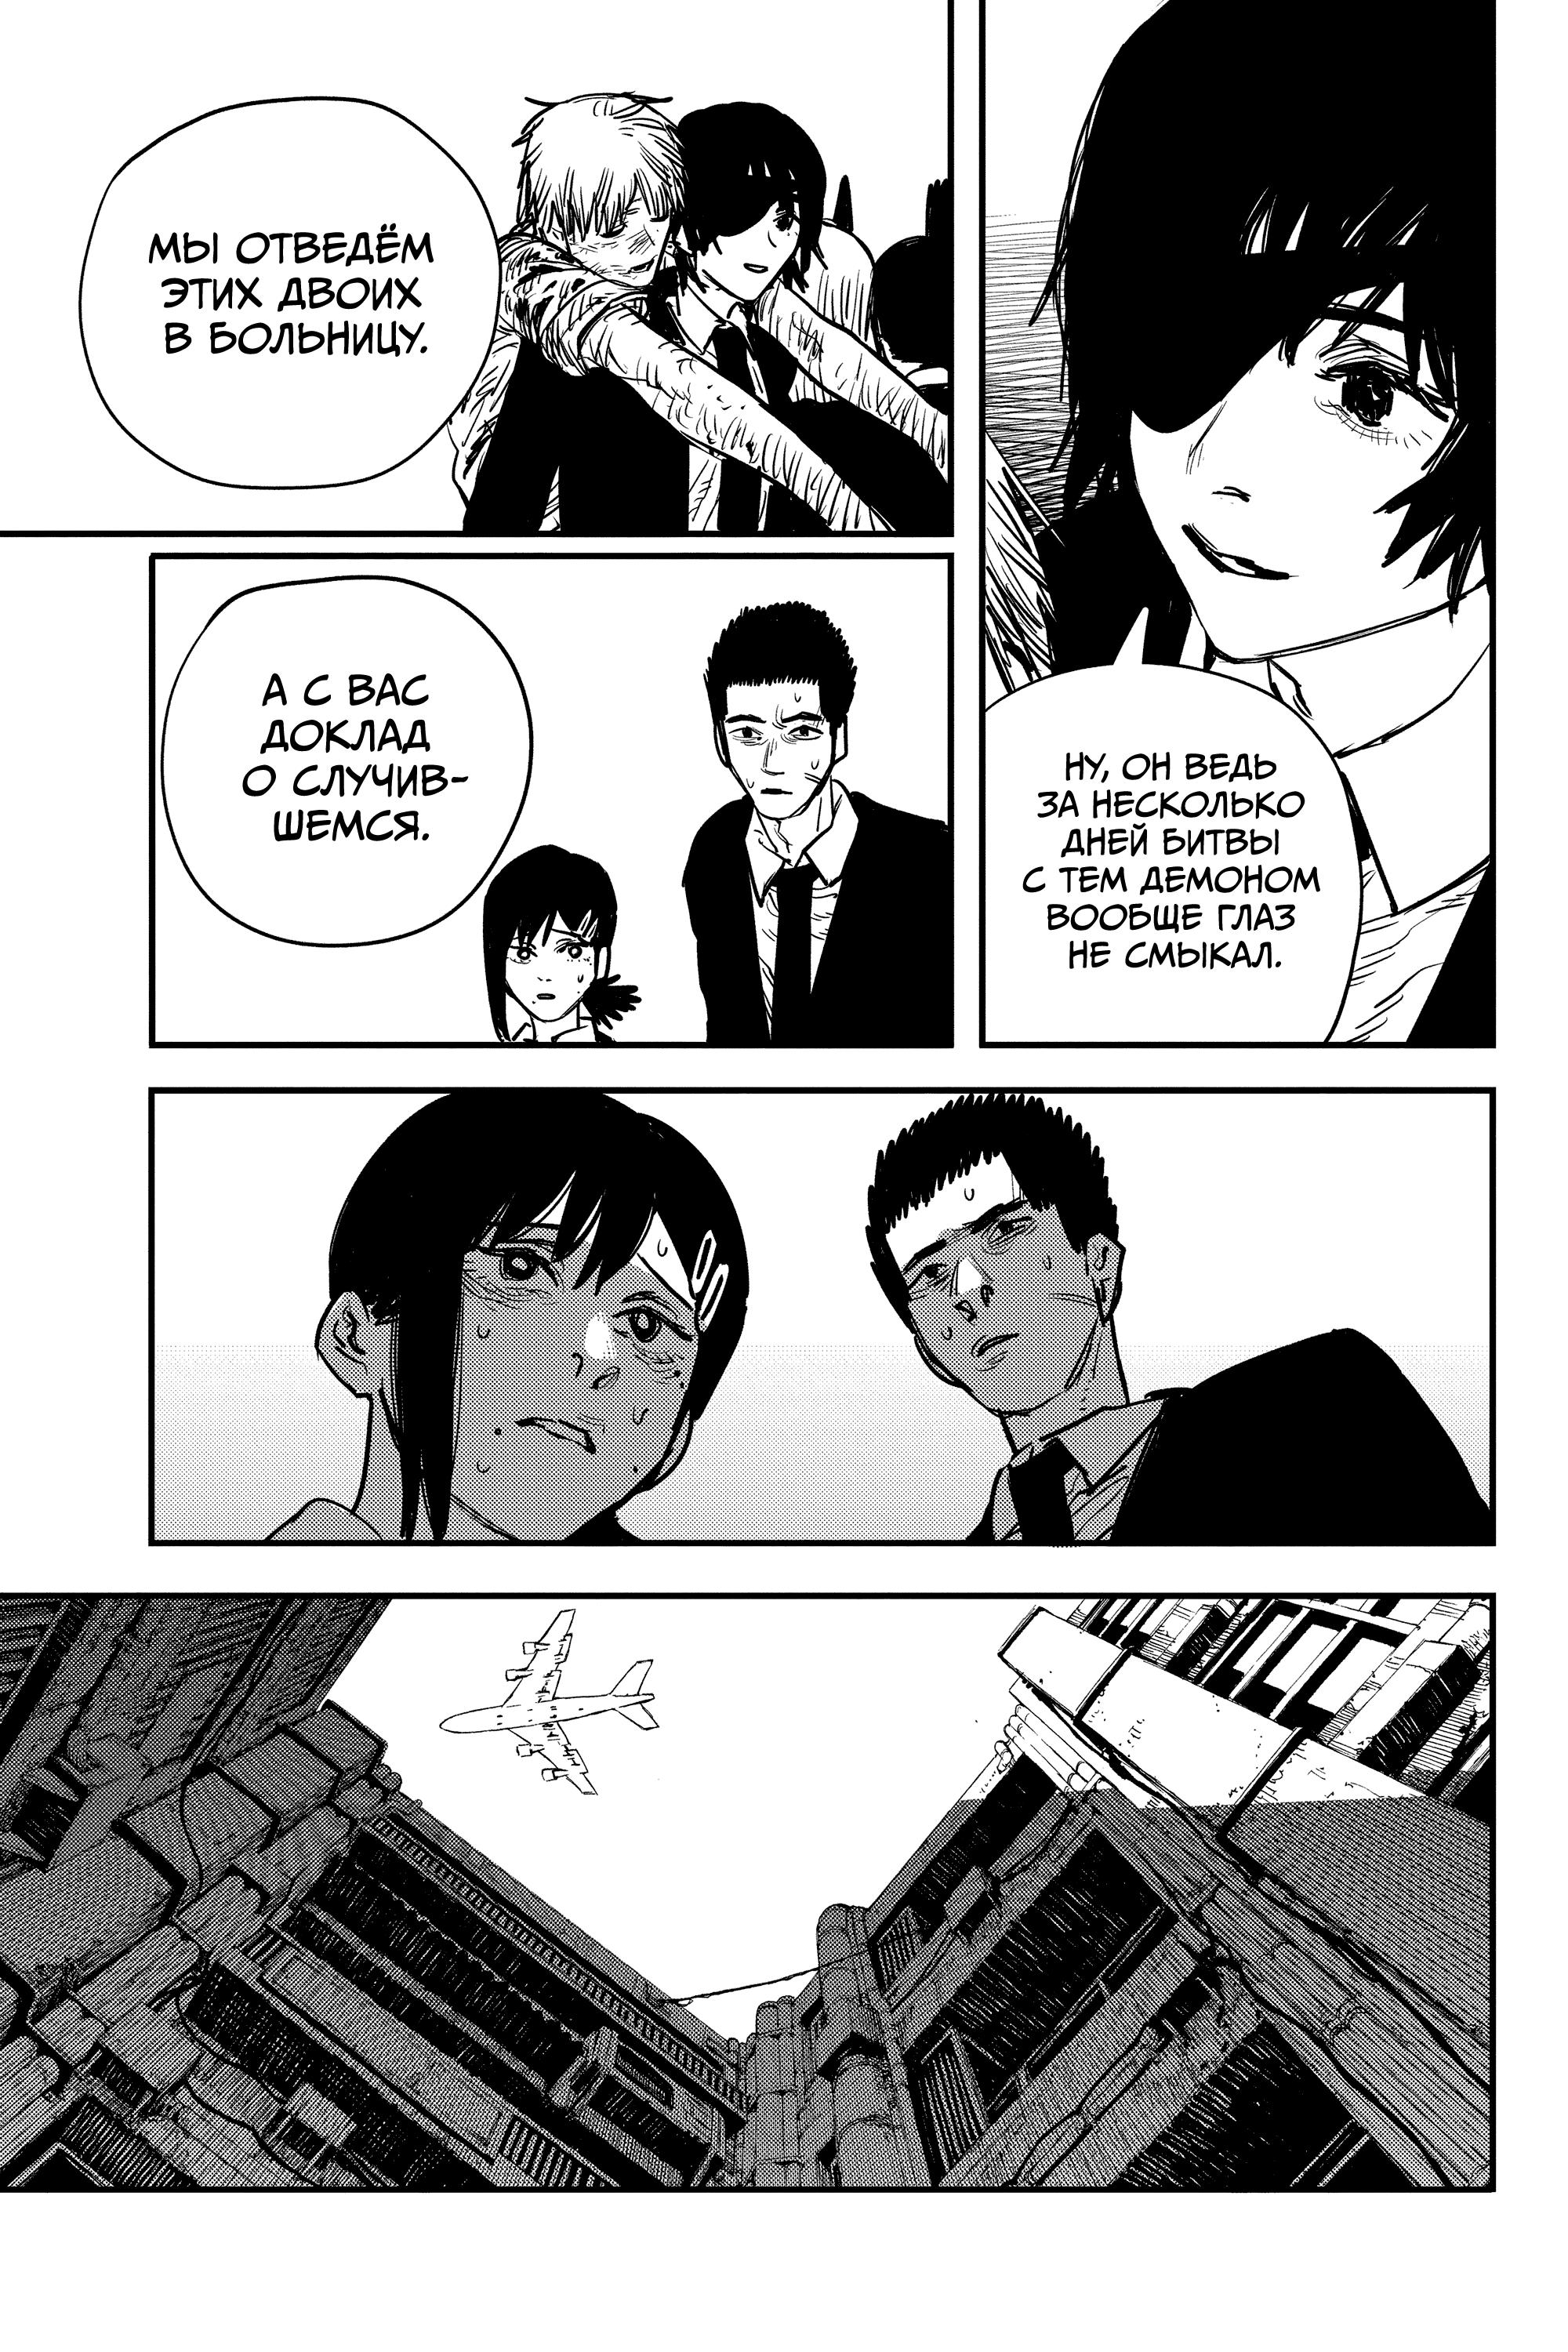 НУ, ОН ВЕДЬ
ЗА НЕСКОЛЬКО
ДНЕЙ БИТВЫ
С ТЕМ ДЕМОНОМ
ВООБЩЕ ГЛАЗ
НЕ СМЫКАЛ.
МЫ ОТВЕДЁМ
ЭТИХ ДВОИХ
В БОЛЬНИЦУ.
А С ВАС
ДОКЛАД
О СЛУЧИВ-
ШЕМСЯ.